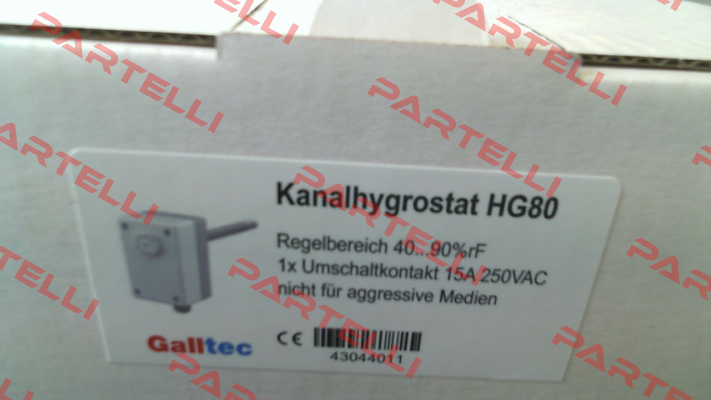 Kanalhygrostat HG80
Regelbereich 40...90%rF
1x Umschaltkontakt 15A 250VAC
nicht für aggressive Medien
Galltec
CE
43044011
PARTELLI
PARTELLI
PARTELLI
PARTELLI
PARTELLI
PARTELLI
PARTELLI
PARTELLI
PARTELLI